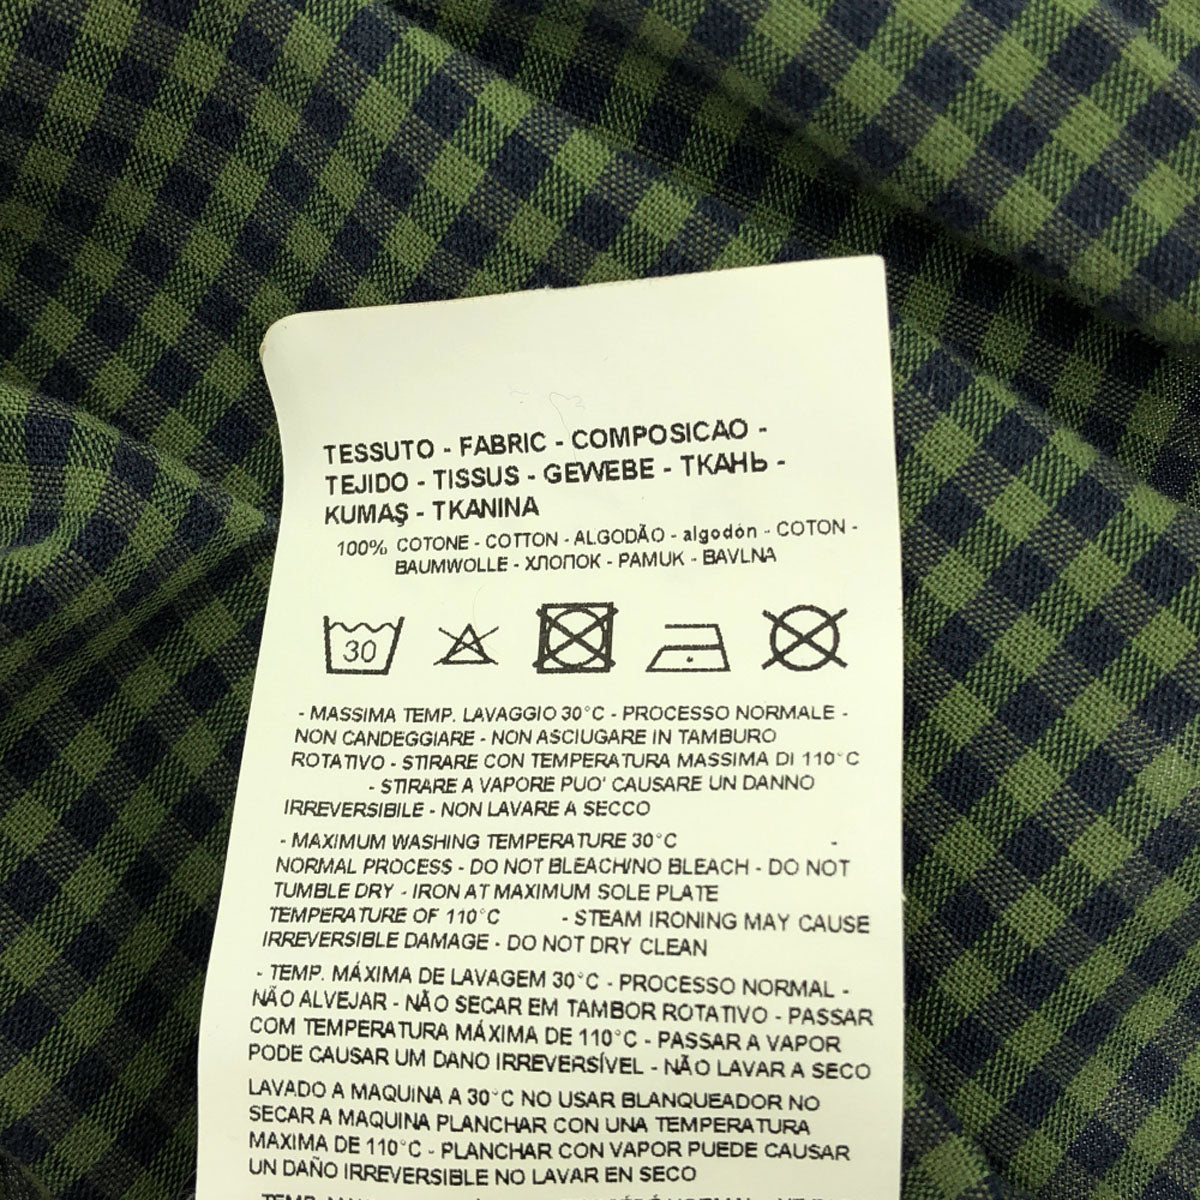 TESSUTO - FABRIC - COMPOSICAO -
TEJIDO - TISSUS - GEWEBE - ТКАНЬ -
KUMAŞ - TKANINA
100% COTONE - COTTON - ALGODÃO - algodón - COTON -
BAUMWOLLE - ХЛОПОК - PAMUK - BAVLNA
30
- MASSIMA TEMP. LAVAGGIO 30°C - PROCESSO NORMALE -
NON CANDEGGIARE - NON ASCIUGARE IN TAMBURO
ROTATIVO - STIRARE CON TEMPERATURA MASSIMA DI 110°C
- STIRARE A VAPORE PUO' CAUSARE UN DANNO
IRREVERSIBILE - NON LAVARE A SECCO
- MAXIMUM WASHING TEMPERATURE 30°C -
NORMAL PROCESS - DO NOT BLEACH/NO BLEACH - DO NOT
TUMBLE DRY - IRON AT MAXIMUM SOLE PLATE
TEMPERATURE OF 110°C - STEAM IRONING MAY CAUSE
IRREVERSIBLE DAMAGE - DO NOT DRY CLEAN
- TEMP. MÁXIMA DE LAVAGEM 30°C - PROCESSO NORMAL -
NÃO ALVEJAR - NÃO SECAR EM TAMBOR ROTATIVO - PASSAR
COM TEMPERATURA MÁXIMA DE 110°C - PASSAR A VAPOR
PODE CAUSAR UM DANO IRREVERSÍVEL - NÃO LAVAR A SECO
LAVADO A MAQUINA A 30°C NO USAR BLANQUEADOR NO
SECAR A MAQUINA PLANCHAR CON UNA TEMPERATURA
MAXIMA DE 110°C - PLANCHAR CON VAPOR PUEDE CAUSAR
UN DAÑO IRREVERSIBLE NO LAVAR EN SECO